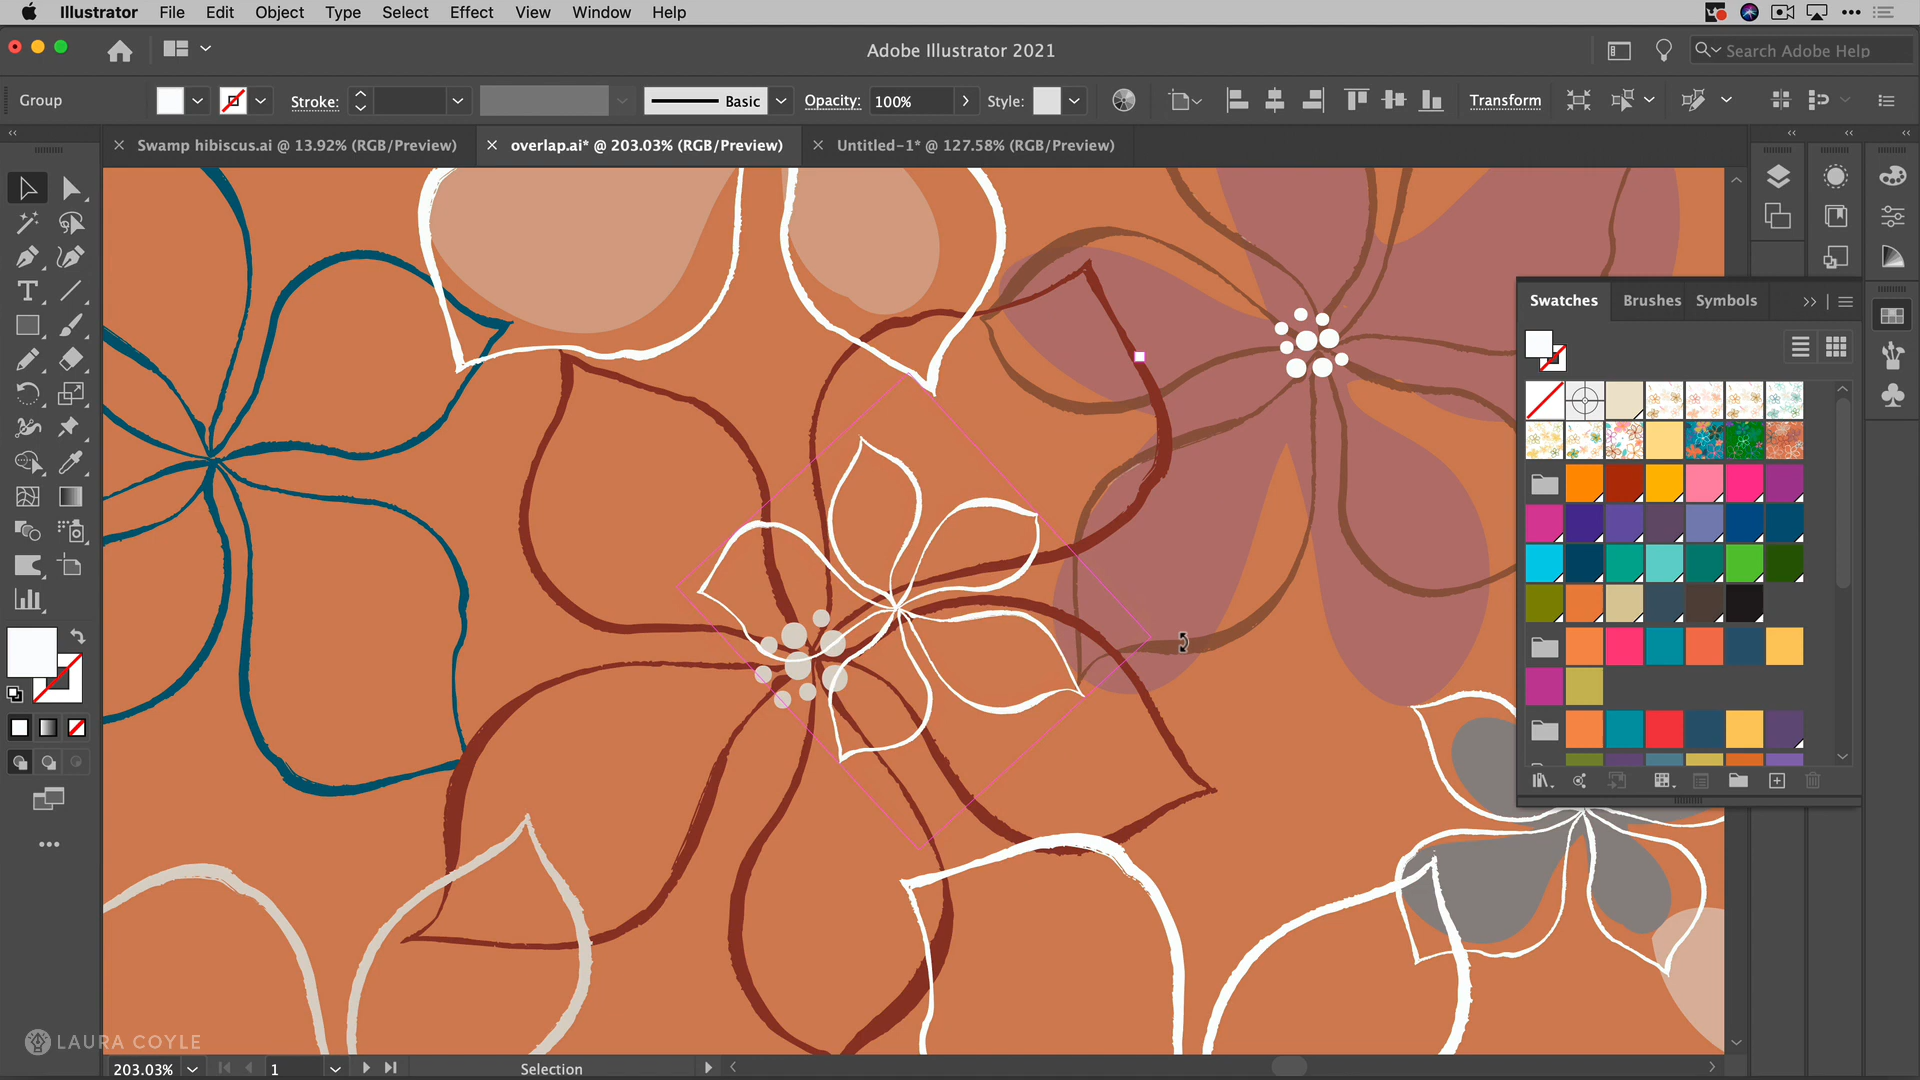 Illustrator File Edit Object Type Select Effect View Window Help
Adobe Illustrator 2021
Search Adobe Help
Group Stroke: Basic Opacity: 100% Style: Transform
Swamp hibiscus.ai @ 13.92% (RGB/Preview) overlap.ai* @ 203.03% (RGB/Preview) Untitled-1* @ 127.58% (RGB/Preview)
Swatches Brushes Symbols
LAURA COYLE
203.03% 1 Selection